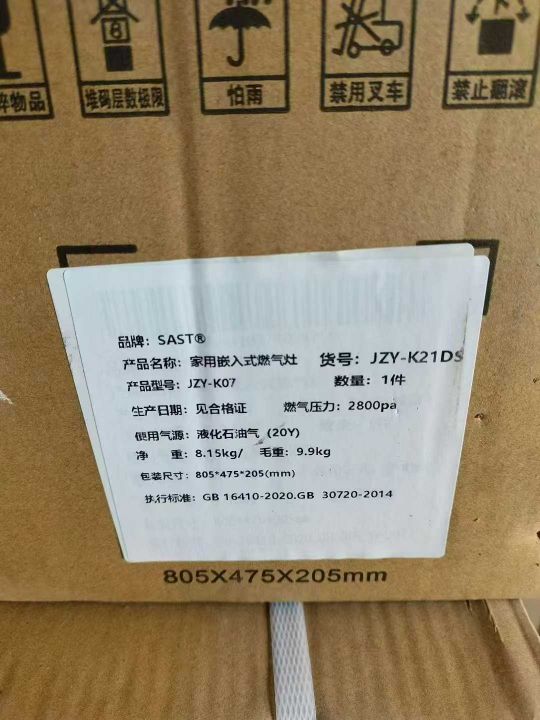 物品
堆码层数极限
怕雨
禁用叉车
禁止翻滚
6
品牌: SAST®
产品名称: 家用嵌入式燃气灶 货号: JZY-K21DS
产品型号: JZY-K07 数量: 1件
生产日期: 见合格证 燃气压力: 2800pa
使用气源: 液化石油气 (20Y)
净 重: 8.15kg/ 毛重: 9.9kg
包装尺寸: 805*475*205(mm)
执行标准: GB 16410-2020.GB 30720-2014
805X475X205mm